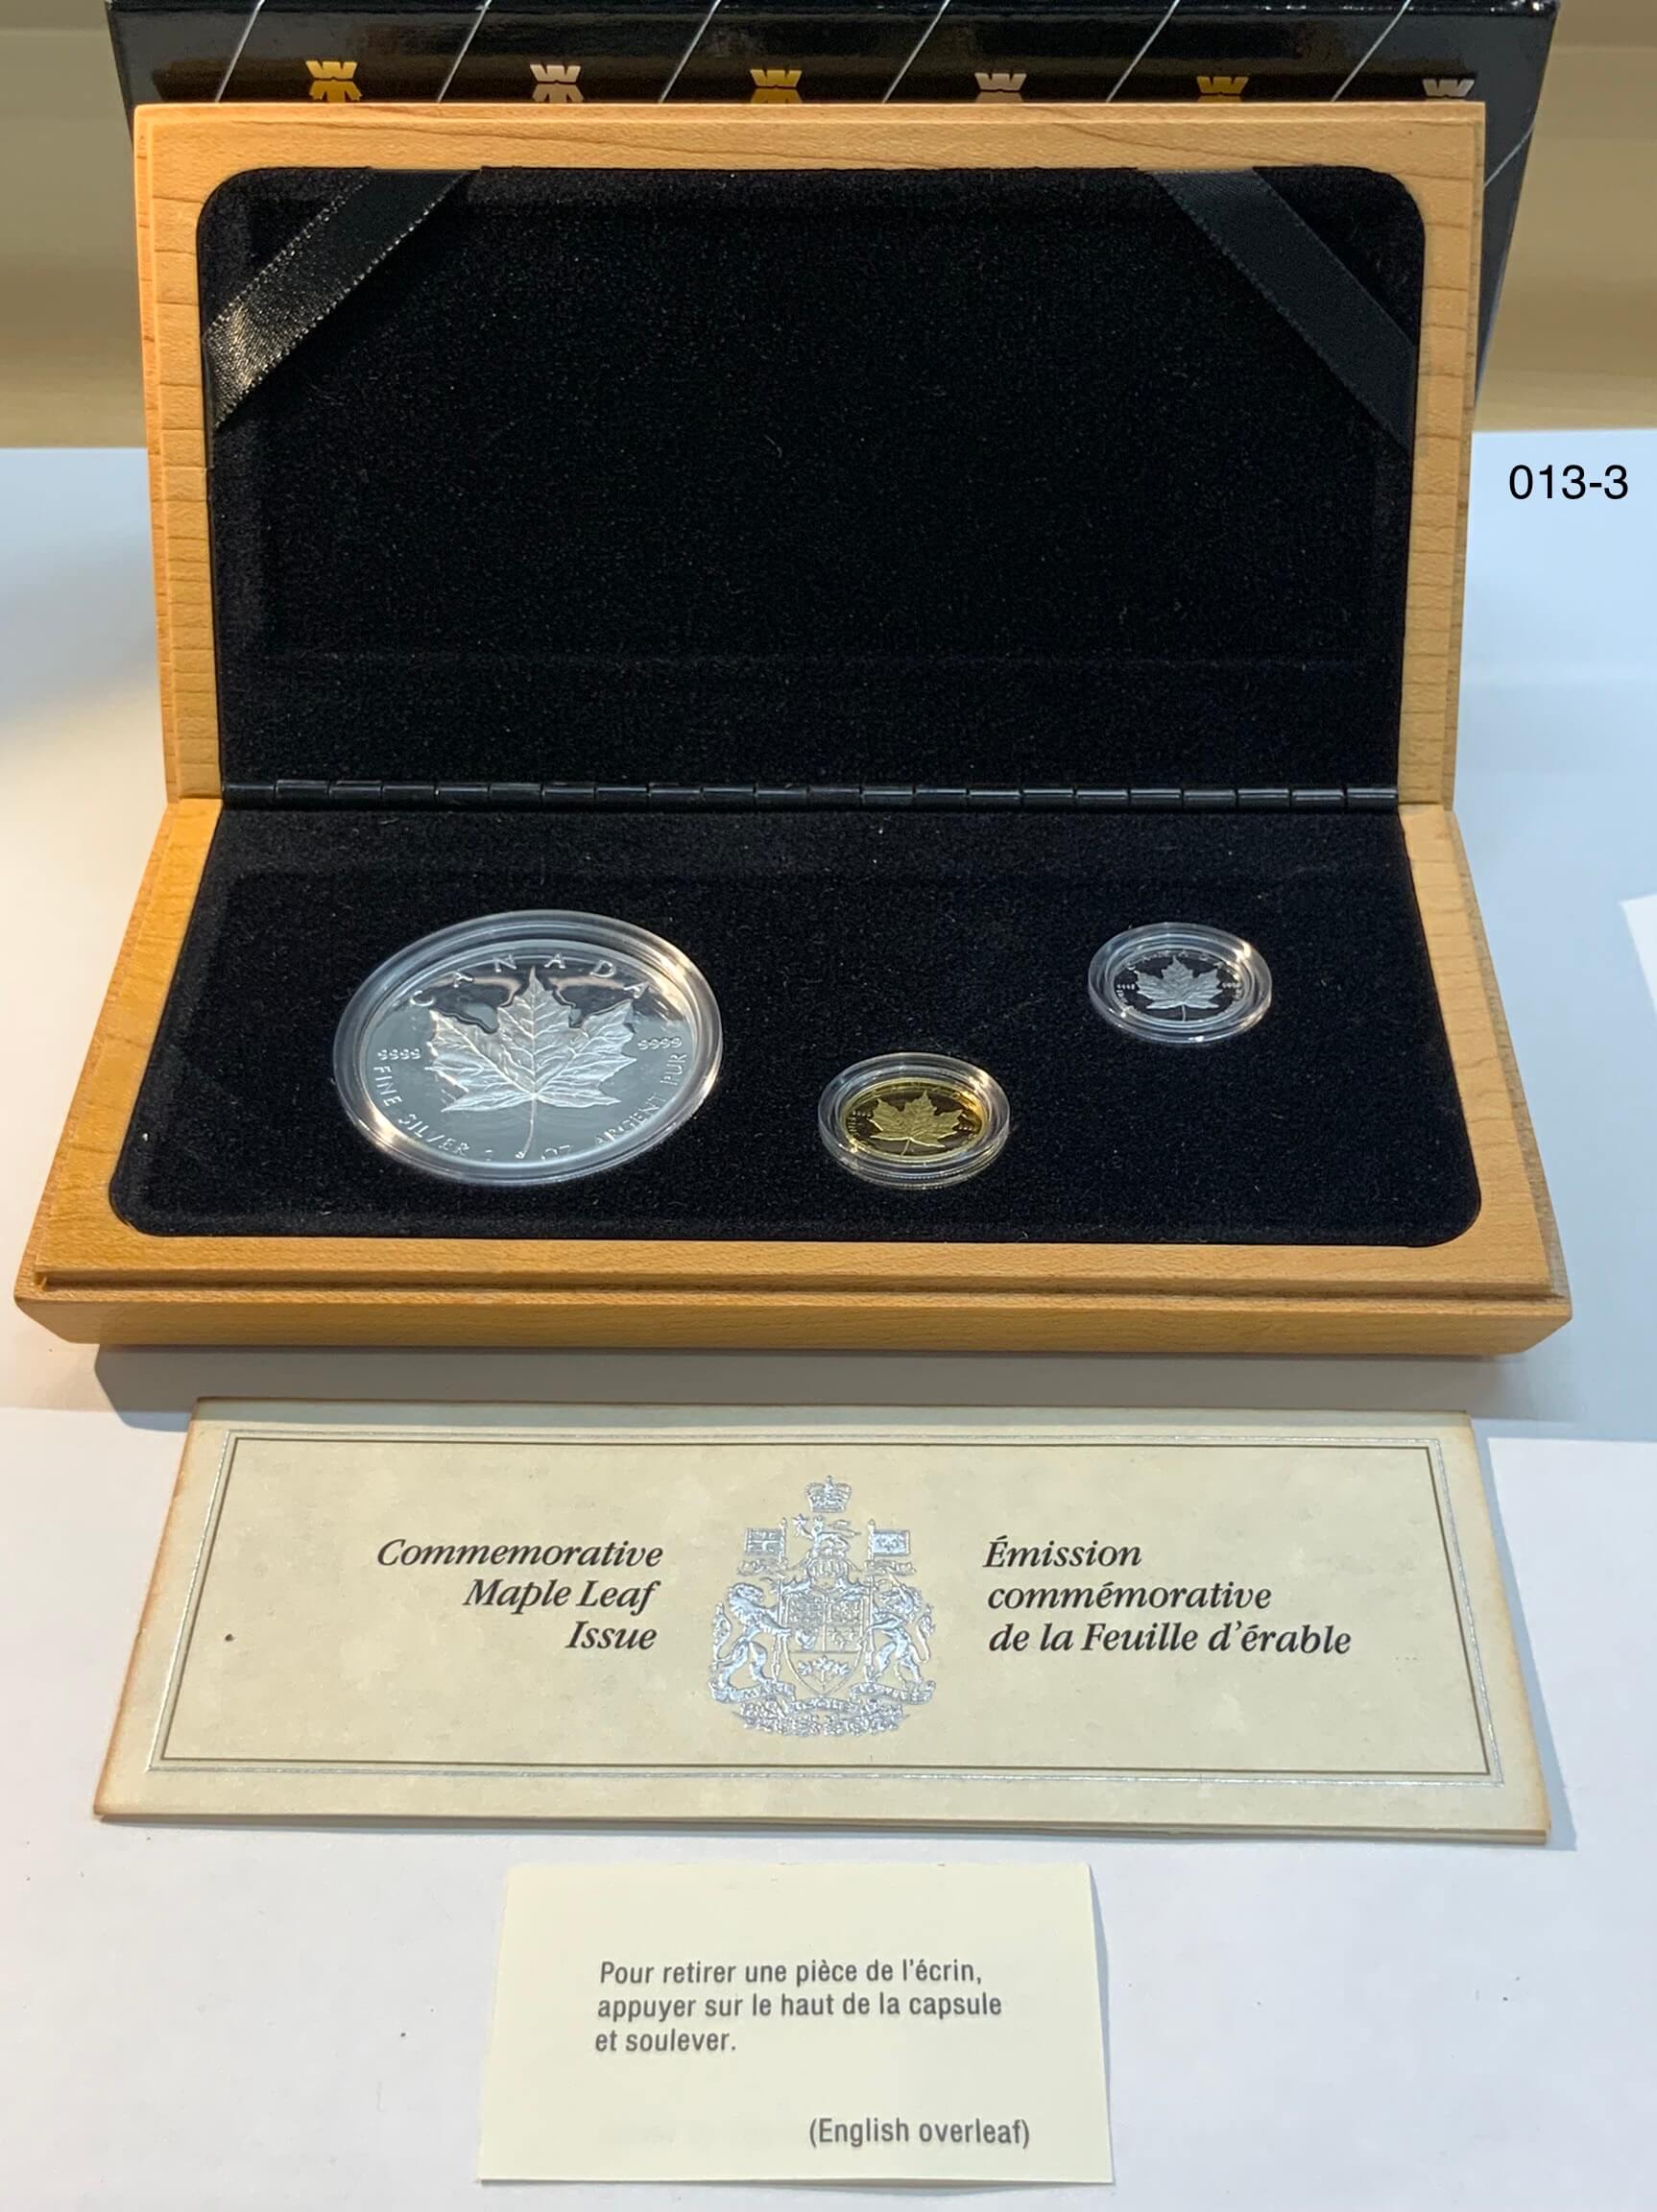 013-3
CANADA
9999 9999
FINE SILVER 1 OZ ARGENT PUR
Commemorative
Maple Leaf
Issue
Émission
commémorative
de la Feuille d'érable
Pour retirer une pièce de l'écrin,
appuyer sur le haut de la capsule
et soulever.
(English overleaf)